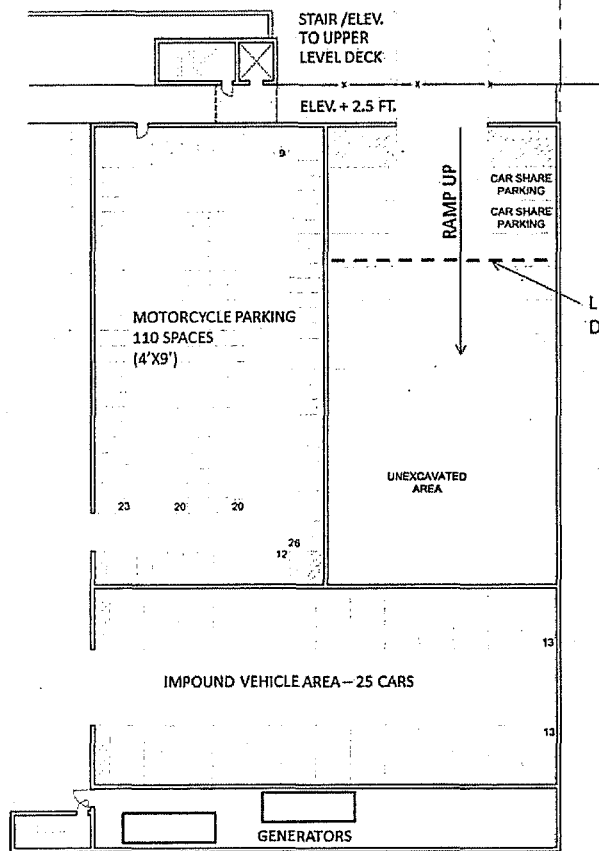 STAIR /ELEV.
TO UPPER
LEVEL DECK
ELEV. + 2.5 FT.
9
RAMP UP
CAR SHARE
PARKING
CAR SHARE
PARKING
L
D
MOTORCYCLE PARKING
110 SPACES
(4'X9')
UNEXCAVATED
AREA
23 20 20
26
12
13
IMPOUND VEHICLE AREA – 25 CARS
13
GENERATORS